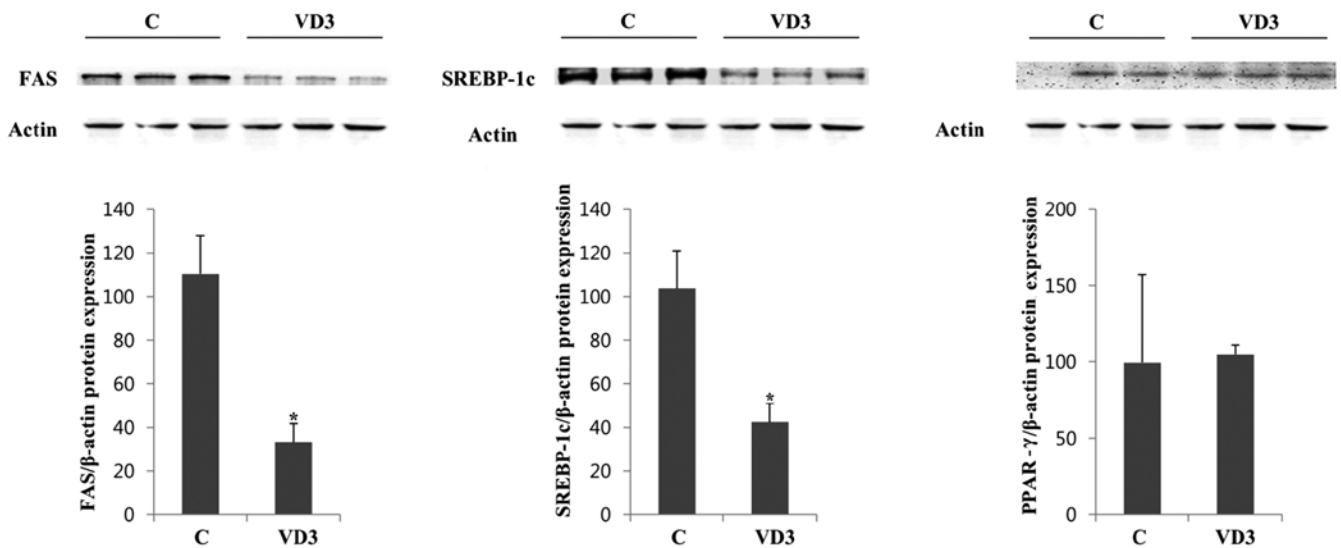 C VD3
FAS
Actin
FAS/β-actin protein expression
140
120
100
80
60
40
20
0
*
C VD3
C VD3
SREBP-1c
Actin
SREBP-1c/β-actin protein expression
140
120
100
80
60
40
20
0
*
C VD3
C VD3
Actin
PPAR -γ/β-actin protein expression
200
150
100
50
0
C VD3